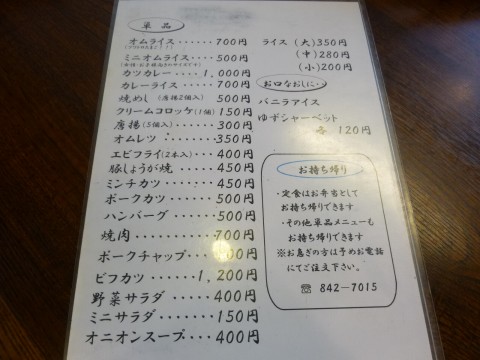 単品
オムライス・・・・・・700円
ミニオムライス・・・・500円
カツカレー・・・1,000円
カレーライス・・・・・700円
焼めし(唐揚2個入)500円
クリームコロッケ(1個)150円
唐揚(5個入)・・・・300円
オムレツ：・・・・・・350円
エビフライ(2本入)・・・400円
豚しょうが焼・・・・450円
ミンチカツ・・・・・・450円
ポークカツ・・・・・・500円
ハンバーグ・・・・・・500円
焼肉・・・・・・・・・700円
ポークチャップ・・・
ビフカツ・・・・1,200円
野菜サラダ・・・・・400円
ミニサラダ・・・・・150円
オニオンスープ・・・・400円
ライス(大)350円
(中)280円
(小)200円
お口なおしに…
バニラアイス
ゆずシャーベット
各120円
お持ち帰り
・定食はお弁当として
お持ち帰りできます
・その他単品メニューも
お持ち帰りできます
※お急ぎの方は予めお電話
にてご注文下さい。
☎ 842-7015